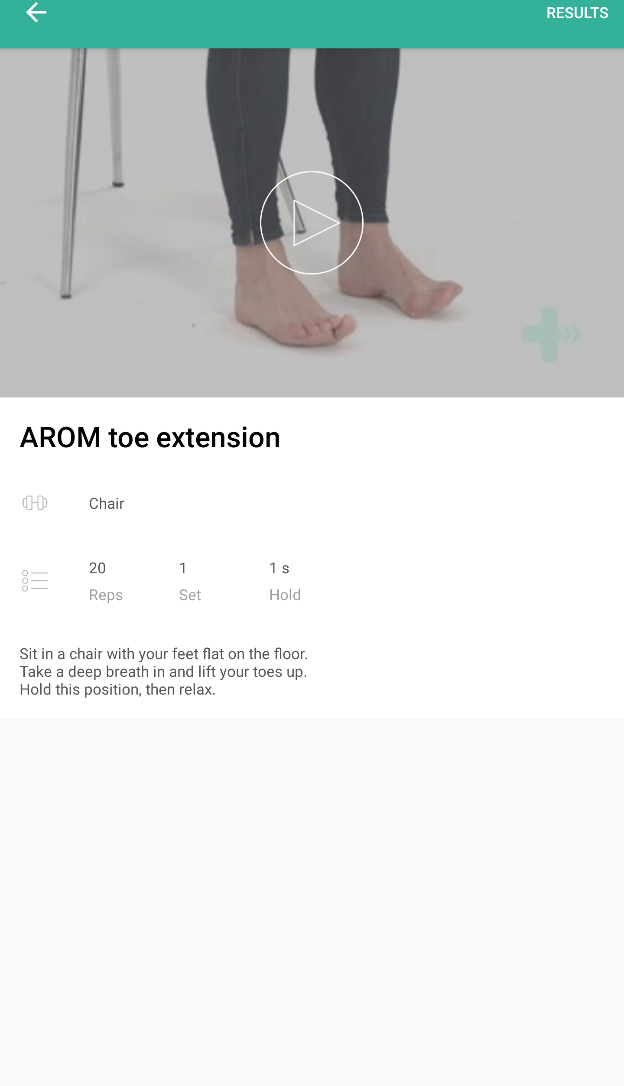 RESULTS
AROM toe extension
Chair
20 1 1 s
Reps Set Hold
Sit in a chair with your feet flat on the floor.
Take a deep breath in and lift your toes up.
Hold this position, then relax.